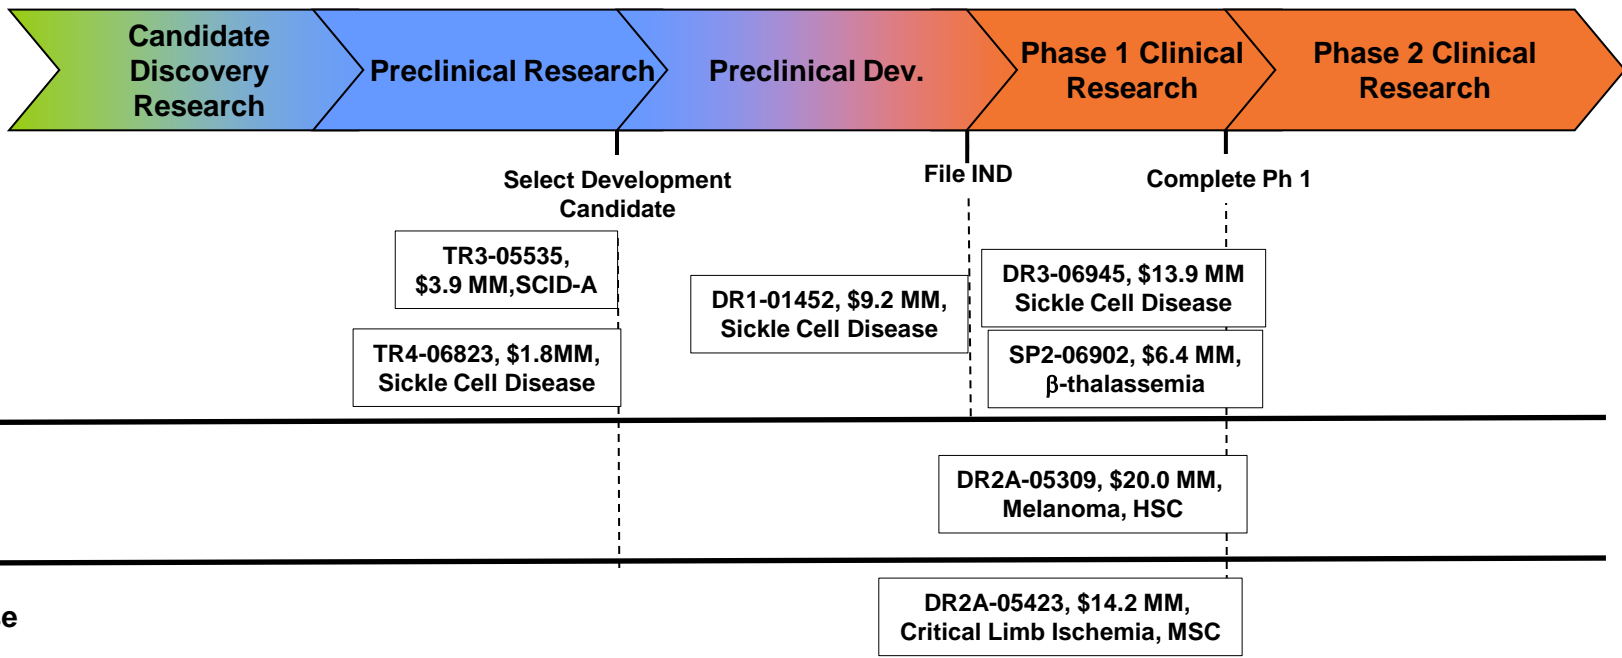 Candidate
Discovery
Research
Preclinical Research
Preclinical Dev.
Phase 1 Clinical
Research
Phase 2 Clinical
Research
Select Development
Candidate
File IND
Complete Ph 1
TR3-05535,
$3.9 MM,SCID-A
TR4-06823, $1.8MM,
Sickle Cell Disease
DR1-01452, $9.2 MM,
Sickle Cell Disease
DR3-06945, $13.9 MM
Sickle Cell Disease
SP2-06902, $6.4 MM,
β-thalassemia
DR2A-05309, $20.0 MM,
Melanoma, HSC
DR2A-05423, $14.2 MM,
Critical Limb Ischemia, MSC